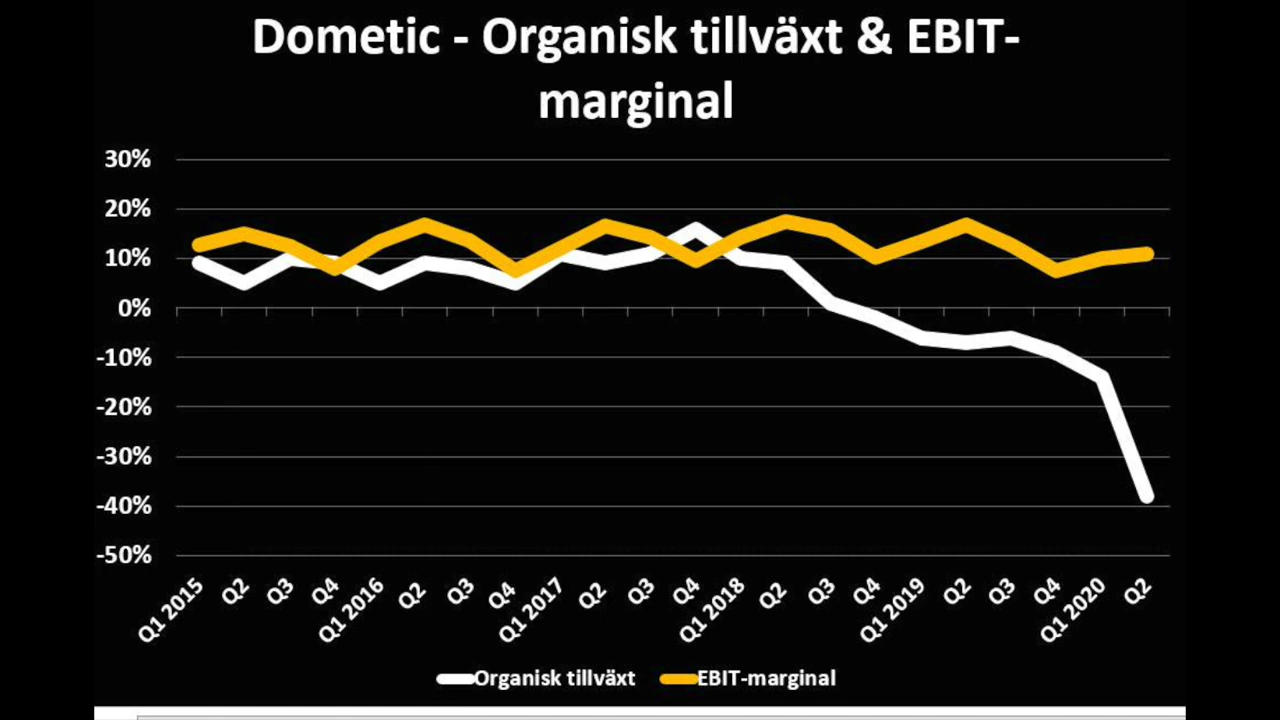 Dometic - Organisk tillväxt & EBIT-
marginal
30%
20%
10%
0%
-10%
-20%
-30%
-40%
-50%
Q1 2015
Q2
Q3
Q4
Q1 2016
Q2
Q3
Q4
Q1 2017
Q2
Q3
Q4
Q1 2018
Q2
Q3
Q4
Q1 2019
Q2
Q3
Q4
Q1 2020
Q2
Organisk tillväxt EBIT-marginal